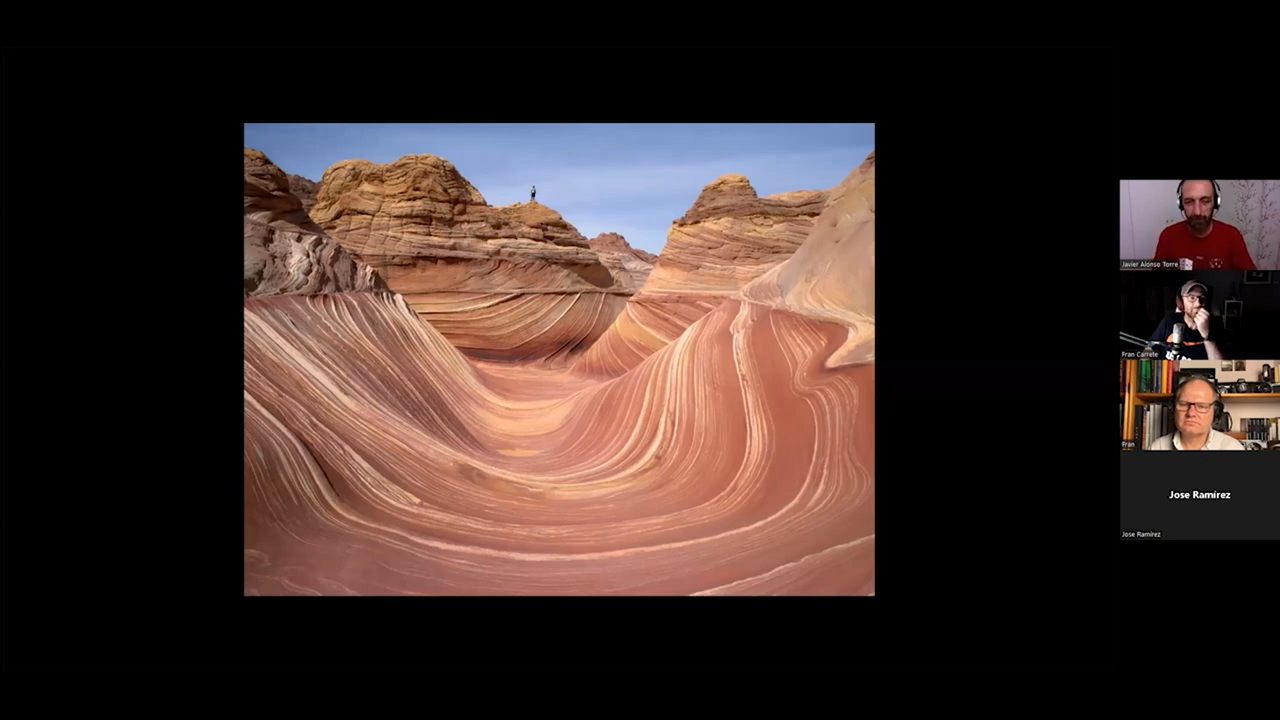 Javier Alonso Torre
Fran Carrete
Fran
Jose Ramírez
Jose Ramírez